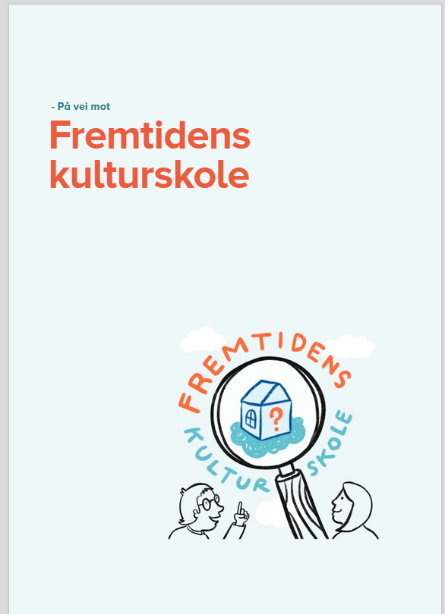 - På vei mot
Fremtidens
kulturskole
FREMTIDENS
?
KULTUR SKOLE